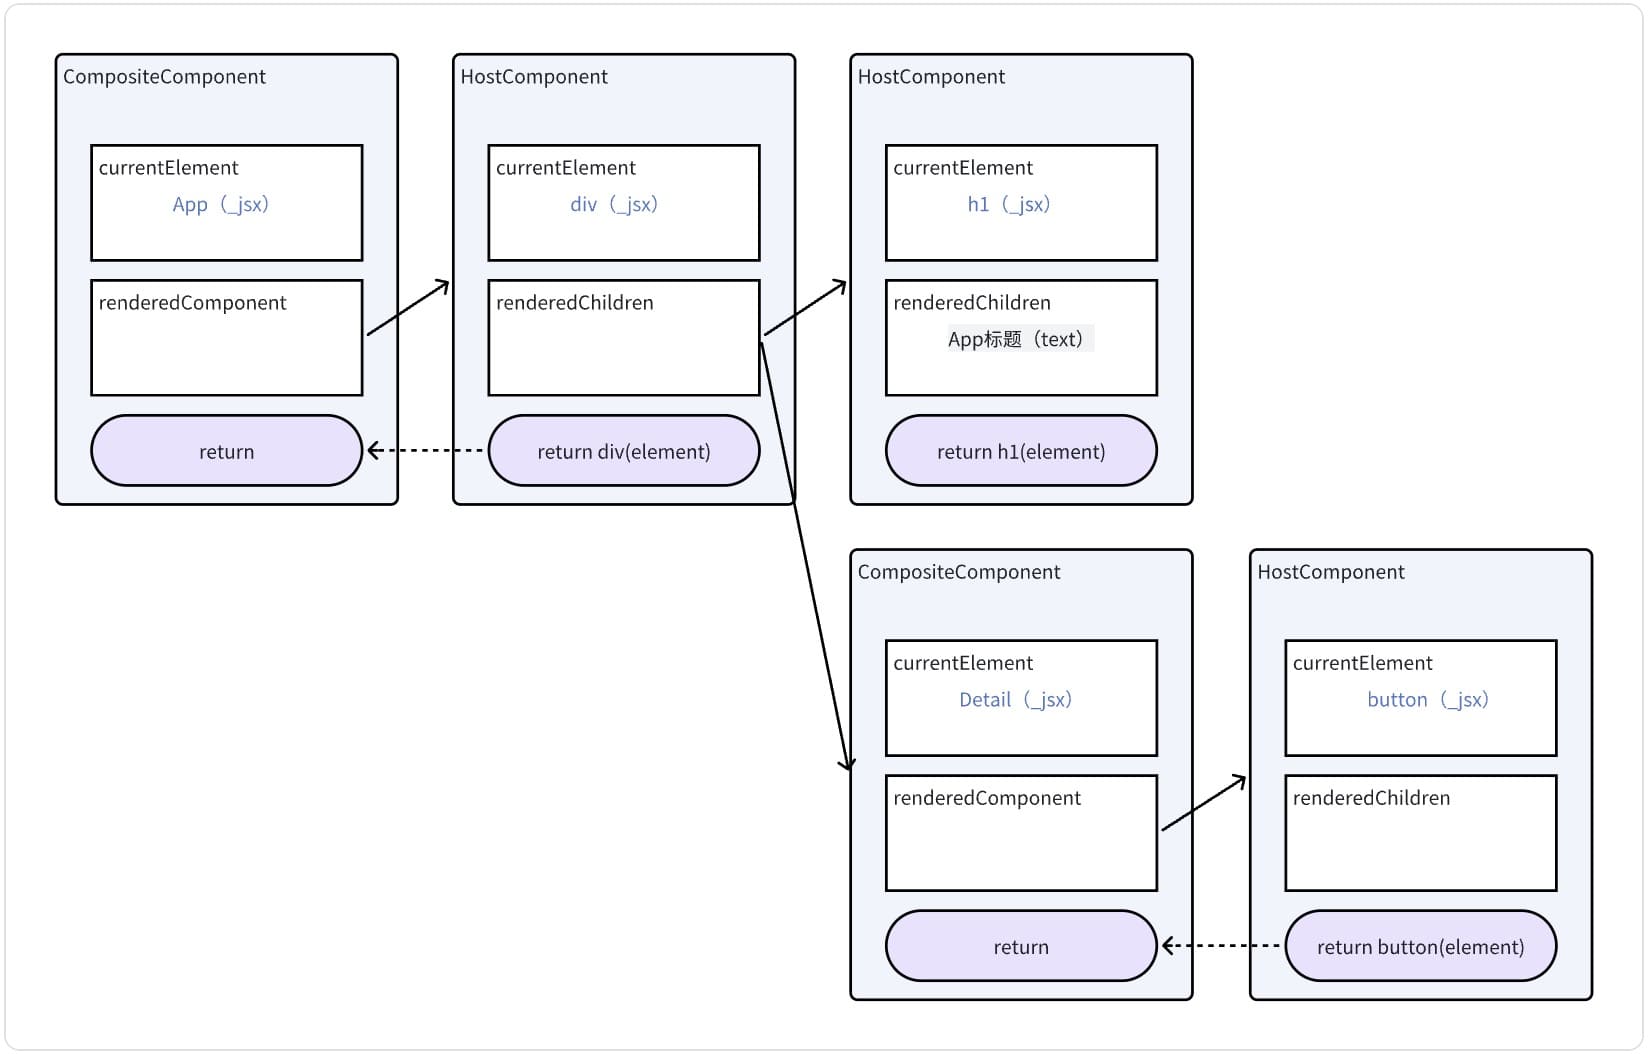 CompositeComponent
currentElement
App（_jsx）
renderedComponent
return
HostComponent
currentElement
div（_jsx）
renderedChildren
return div(element)
HostComponent
currentElement
h1（_jsx）
renderedChildren
App标题（text）
return h1(element)
CompositeComponent
currentElement
Detail（_jsx）
renderedComponent
return
HostComponent
currentElement
button（_jsx）
renderedChildren
return button(element)